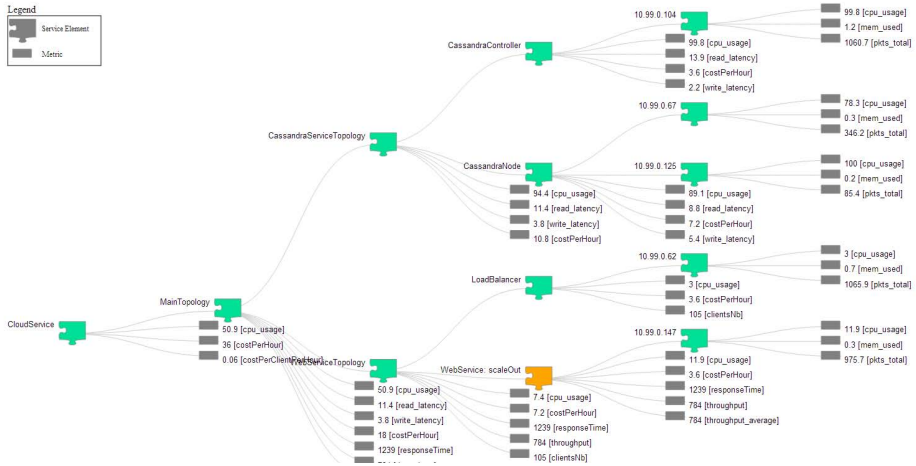 Legend
Service Element
Metric
CloudService
MainTopology
50.9 [cpu_usage]
36 [costPerHour]
0.06 [costPerClientPerHour]
CassandraServiceTopology
WebServiceTopology
50.9 [cpu_usage]
11.4 [read_latency]
3.8 [write_latency]
18 [costPerHour]
1239 [responseTime]
CassandraController
CassandraNode
94.4 [cpu_usage]
11.4 [read_latency]
3.8 [write_latency]
10.8 [costPerHour]
LoadBalancer
WebService: scaleOut
7.4 [cpu_usage]
7.2 [costPerHour]
1239 [responseTime]
784 [throughput]
105 [clientsNb]
10.99.0.104
99.8 [cpu_usage]
13.9 [read_latency]
3.6 [costPerHour]
2.2 [write_latency]
10.99.0.67
10.99.0.125
89.1 [cpu_usage]
8.8 [read_latency]
7.2 [costPerHour]
5.4 [write_latency]
10.99.0.62
3 [cpu_usage]
3.6 [costPerHour]
105 [clientsNb]
10.99.0.147
11.9 [cpu_usage]
3.6 [costPerHour]
1239 [responseTime]
784 [throughput]
784 [throughput_average]
99.8 [cpu_usage]
1.2 [mem_used]
1060.7 [pkts_total]
78.3 [cpu_usage]
0.3 [mem_used]
346.2 [pkts_total]
100 [cpu_usage]
0.2 [mem_used]
85.4 [pkts_total]
3 [cpu_usage]
0.7 [mem_used]
1065.9 [pkts_total]
11.9 [cpu_usage]
0.3 [mem_used]
975.7 [pkts_total]